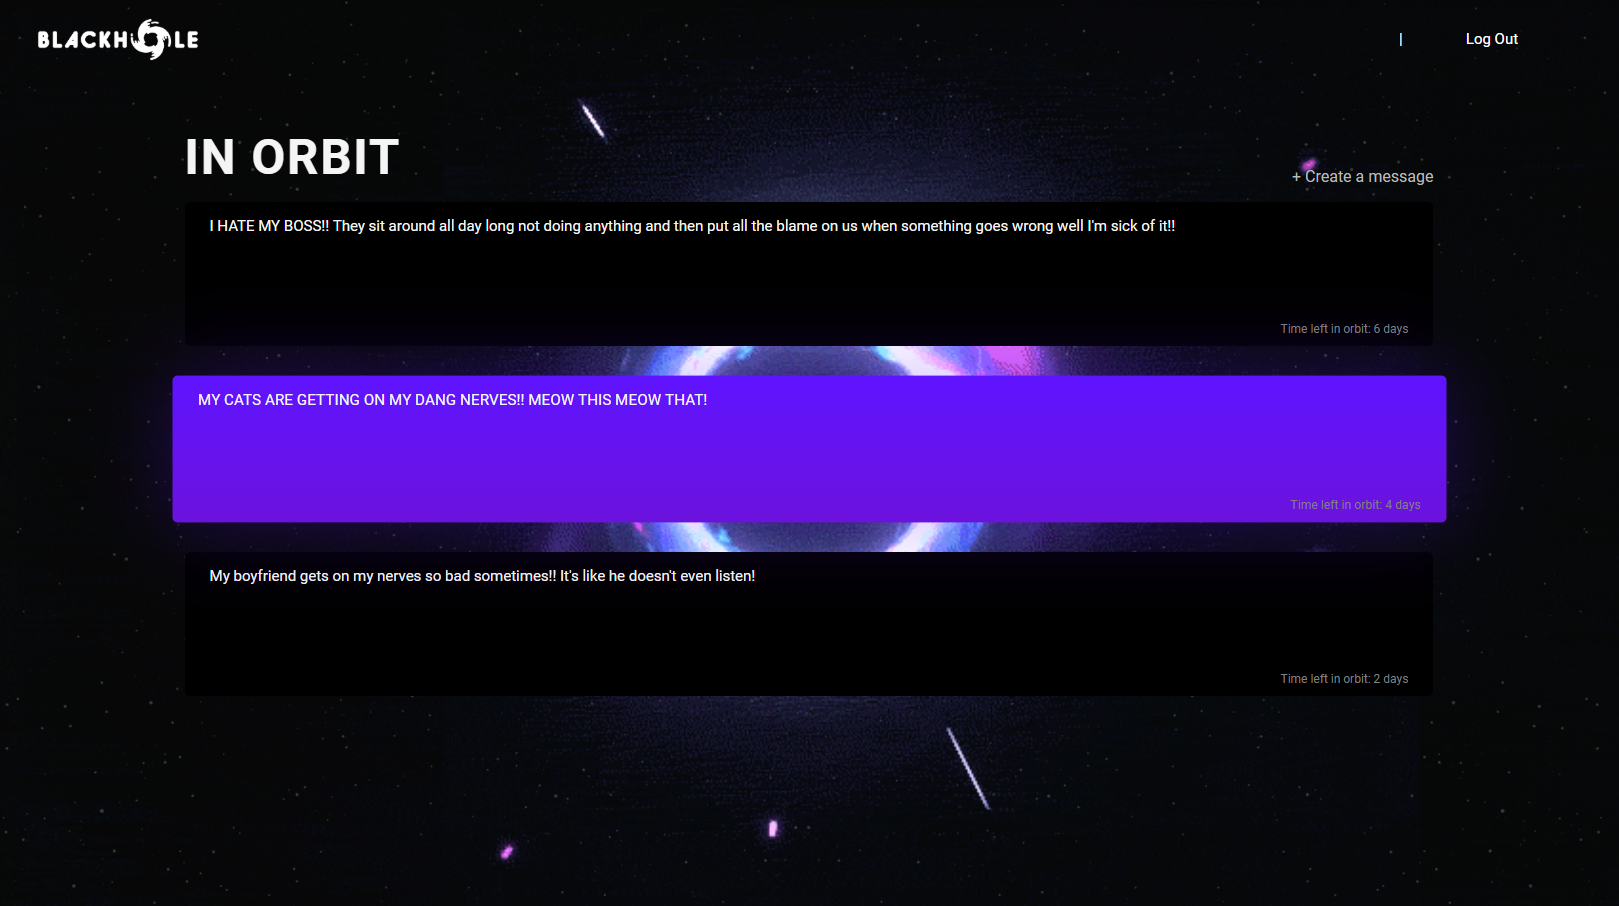 BLACKHOLE
| Log Out
IN ORBIT
+ Create a message
I HATE MY BOSS!! They sit around all day long not doing anything and then put all the blame on us when something goes wrong well I'm sick of it!!
Time left in orbit: 6 days
MY CATS ARE GETTING ON MY DANG NERVES!! MEOW THIS MEOW THAT!
Time left in orbit: 4 days
My boyfriend gets on my nerves so bad sometimes!! It's like he doesn't even listen!
Time left in orbit: 2 days